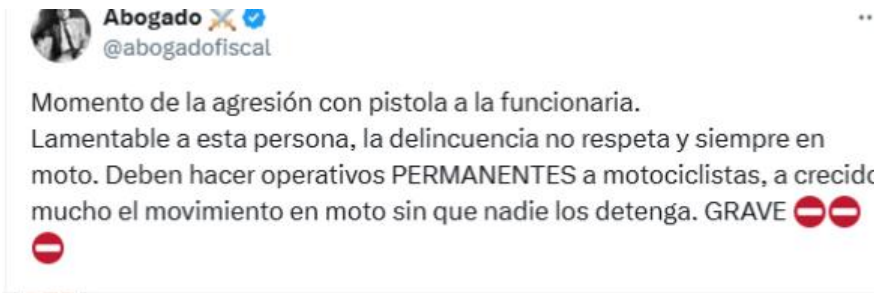 Abogado ⚔️
@abogadofiscal
Momento de la agresión con pistola a la funcionaria.
Lamentable a esta persona, la delincuencia no respeta y siempre en
moto. Deben hacer operativos PERMANENTES a motociclistas, a crecido
mucho el movimiento en moto sin que nadie los detenga. GRAVE ⛔⛔
⛔